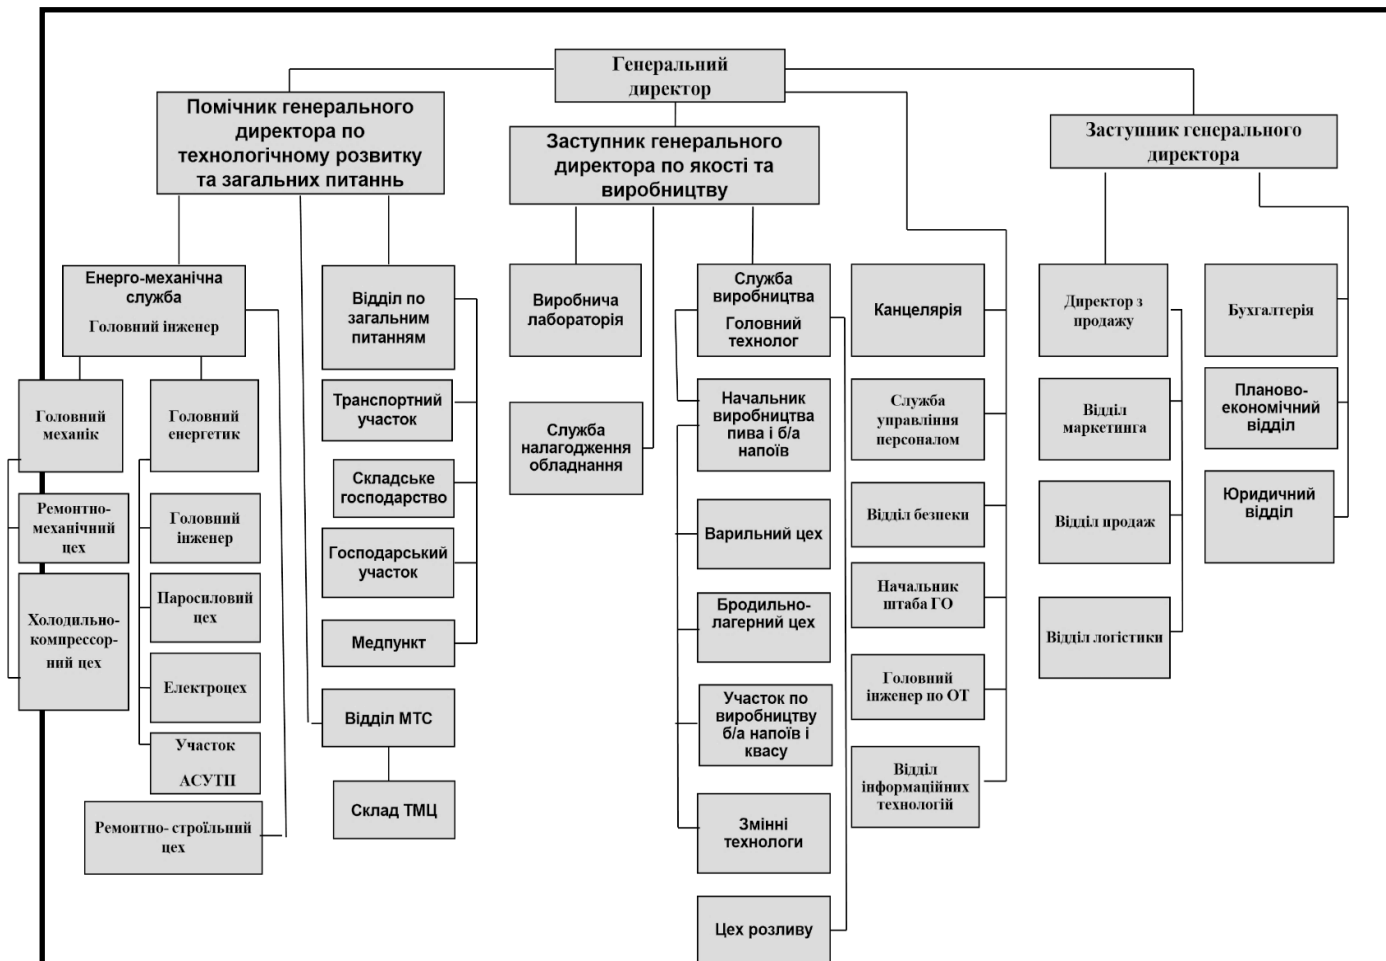 Генеральний
директор
Помічник генерального
директора по
технологічному розвитку
та загальних питаннь
Заступник генерального
директора по якості та
виробництву
Заступник генерального
директора
Енерго-механічна
служба
Головний інженер
Відділ по
загальним
питанням
Виробнича
лабораторія
Служба
виробництва
Головний
технолог
Канцелярія
Директор з
продажу
Бухгалтерія
Головний
механік
Головний
енергетик
Транспортний
участок
Служба
налагодження
обладнання
Начальник
виробництва
пива і б/а
напоїв
Служба
управління
персоналом
Відділ
маркетинга
Планово-
економічний
відділ
Ремонтно-
механічний
цех
Головний
інженер
Складське
господарство
Варильний цех
Відділ безпеки
Відділ продаж
Юридичний
відділ
Господарський
участок
Холодильно-
компрессор-
ний цех
Паросиловий
цех
Медпункт
Бродильно-
лагерний цех
Начальник
штаба ГО
Відділ логістики
Електроцех
Відділ МТС
Участок по
виробництву
б/а напоїв і
квасу
Головний
інженер по ОТ
Участок
АСУТП
Склад ТМЦ
Змінні
технологи
Відділ
інформаційних
технологій
Ремонтно- строїльний
цех
Цех розливу